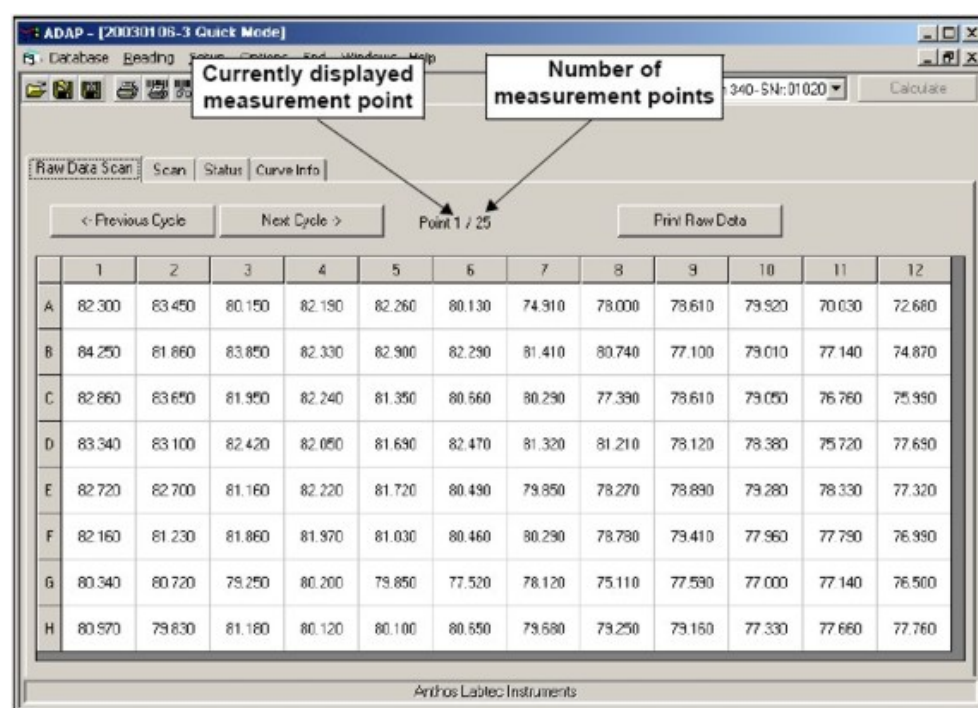 ADAP - [20030106-3 Quick Mode]
Database Reading Options End Windows Help
Currently displayed
measurement point
Number of
measurement points
340-SNr:01020
Calculate
Raw Data Scan Scan Status Curve Info
<- Previous Cycle Next Cycle -> Point 1 / 25 Print Raw Data
1 2 3 4 5 6 7 8 9 10 11 12
A 82.300 83.450 80.150 82.190 82.260 80.130 74.910 78.000 78.610 79.920 70.030 72.680
B 84.250 81.860 83.850 82.330 82.900 82.290 81.410 80.740 77.100 79.010 77.140 74.870
C 82.860 83.650 81.950 82.240 81.350 80.660 80.290 77.390 78.610 79.050 76.760 75.990
D 83.340 83.100 82.420 82.050 81.690 82.470 81.320 81.210 78.120 78.380 75.720 77.690
E 82.720 82.700 81.160 82.220 81.720 80.490 79.850 78.270 78.890 79.280 78.330 77.320
F 82.160 81.230 81.860 81.970 81.030 80.460 80.290 78.780 79.410 77.960 77.790 76.990
G 80.340 80.720 79.250 80.200 79.850 77.520 78.120 75.110 77.590 77.000 77.140 76.500
H 80.970 79.830 81.180 80.120 80.100 80.650 79.680 79.250 79.160 77.330 77.660 77.760
Anthos Labtec Instruments